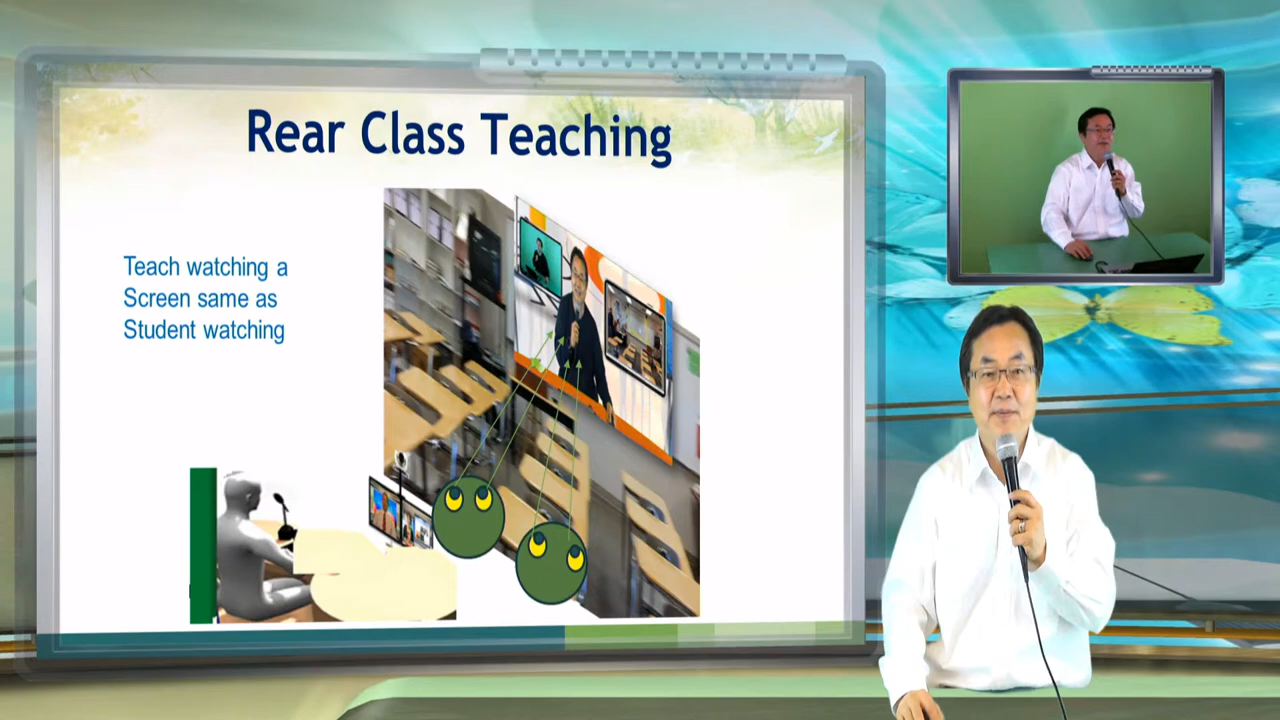 Rear Class Teaching
Teach watching a
Screen same as
Student watching